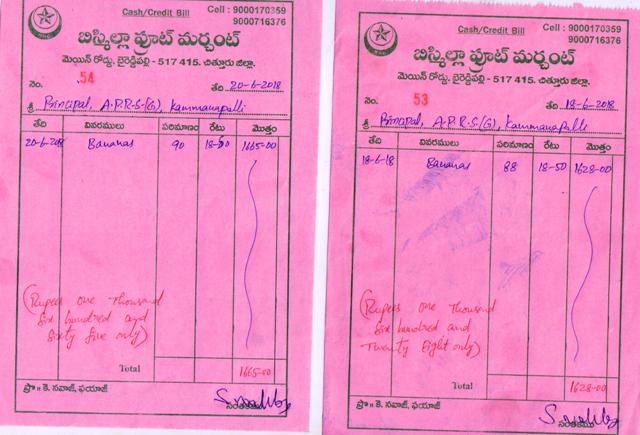 Cash/Credit Bill
Cell : 9000170359
9000716376
బిస్మిల్లా ఫ్రూట్ మర్చంట్
మెయిన్ రోడ్డు, బైరెడ్డిపల్లి - 517 415. చిత్తూరు జిల్లా.
నెం. 54
తేది 20-6-2018
శ్రీ Principal, A.P.R.S(G), Kammanapalli
తేది వివరములు పరిమాణం రేటు మొత్తం
20-6-2018 Bananas 90 18-50 1665-00
(Rupees one Thousand
Six hundred and
Sixty five only)
Total 1665-00
ప్రొ॥ కె. నవాజ్, ఫయాజ్
సంతకము
Cash/Credit Bill
Cell : 9000170359
9000716376
బిస్మిల్లా ఫ్రూట్ మర్చంట్
మెయిన్ రోడ్డు, బైరెడ్డిపల్లి - 517 415. చిత్తూరు జిల్లా.
నెం. 53
తేది 18-6-2018
శ్రీ Principal, A.P.R.S(G), Kammanapalle
తేది వివరములు పరిమాణం రేటు మొత్తం
18-6-18 Bananas 88 18-50 1628-00
(Rupees one Thousand
Six hundred and
Twenty Eight only)
Total 1628-00
ప్రొ॥ కె. నవాజ్, ఫయాజ్
సంతకము